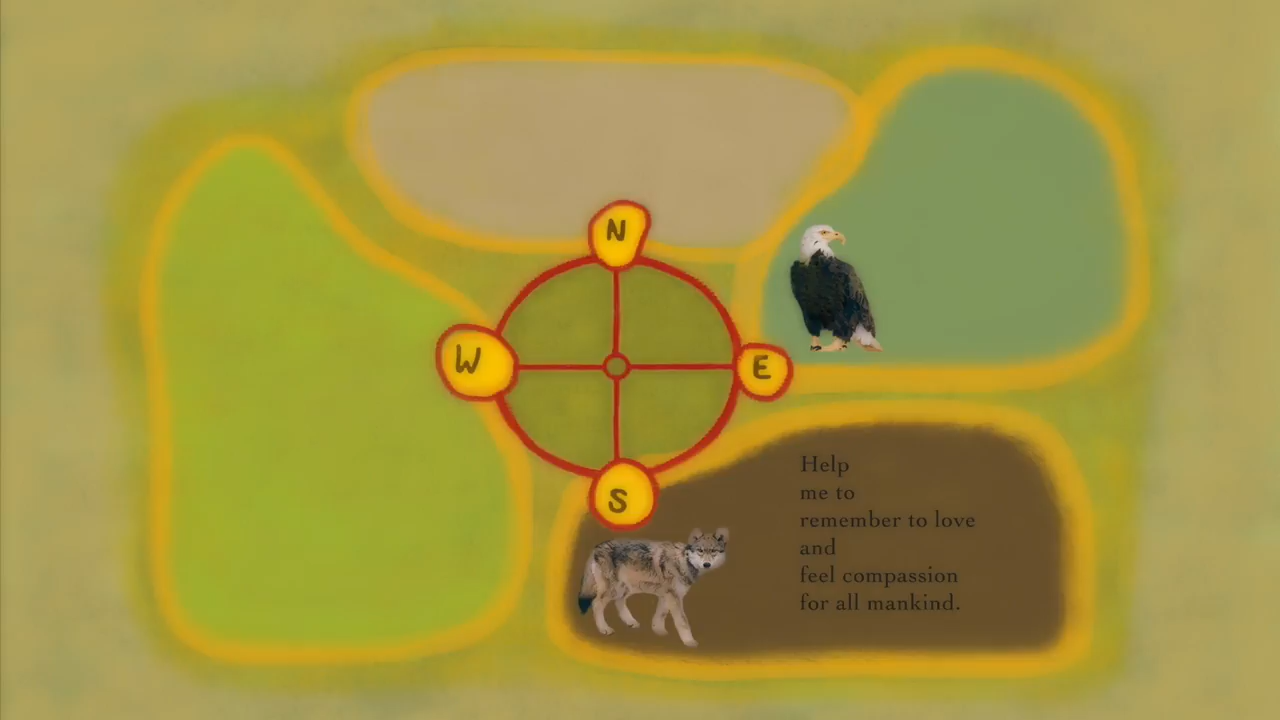 N
W
E
S
Help
me to
remember to love
and
feel compassion
for all mankind.